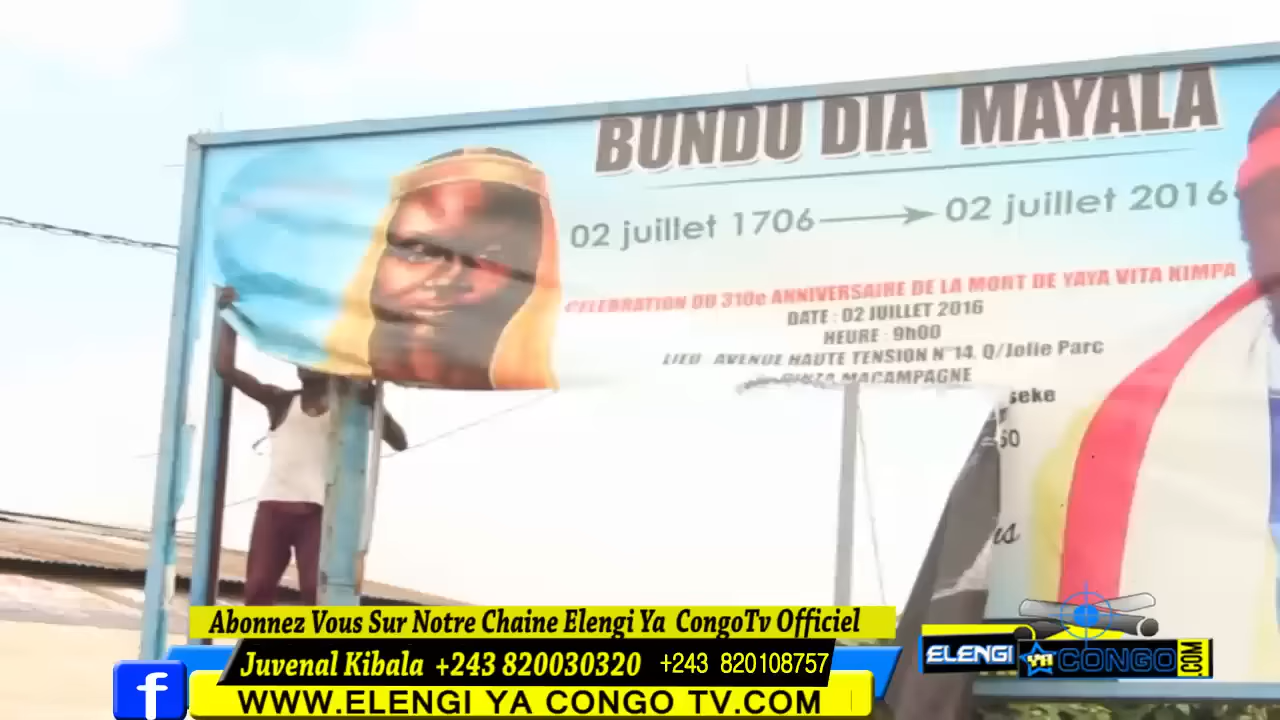 BUNDU DIA MAYALA
02 juillet 1706 → 02 juillet 2016
CELEBRATION DU 310e ANNIVERSAIRE DE LA MORT DE YAYA VITA KIMPA
DATE : 02 JUILLET 2016
HEURE : 9h00
LIEU AVENUE HAUTE TENSION N°14, Q/Jolie Parc
MACAMPAGNE
seke
Abonnez Vous Sur Notre Chaine Elengi Ya CongoTv Officiel
Juvenal Kibala +243 820030320 +243 820108757
WWW.ELENGI YA CONGO TV.COM
f
ELENGI YA CONGO .COM